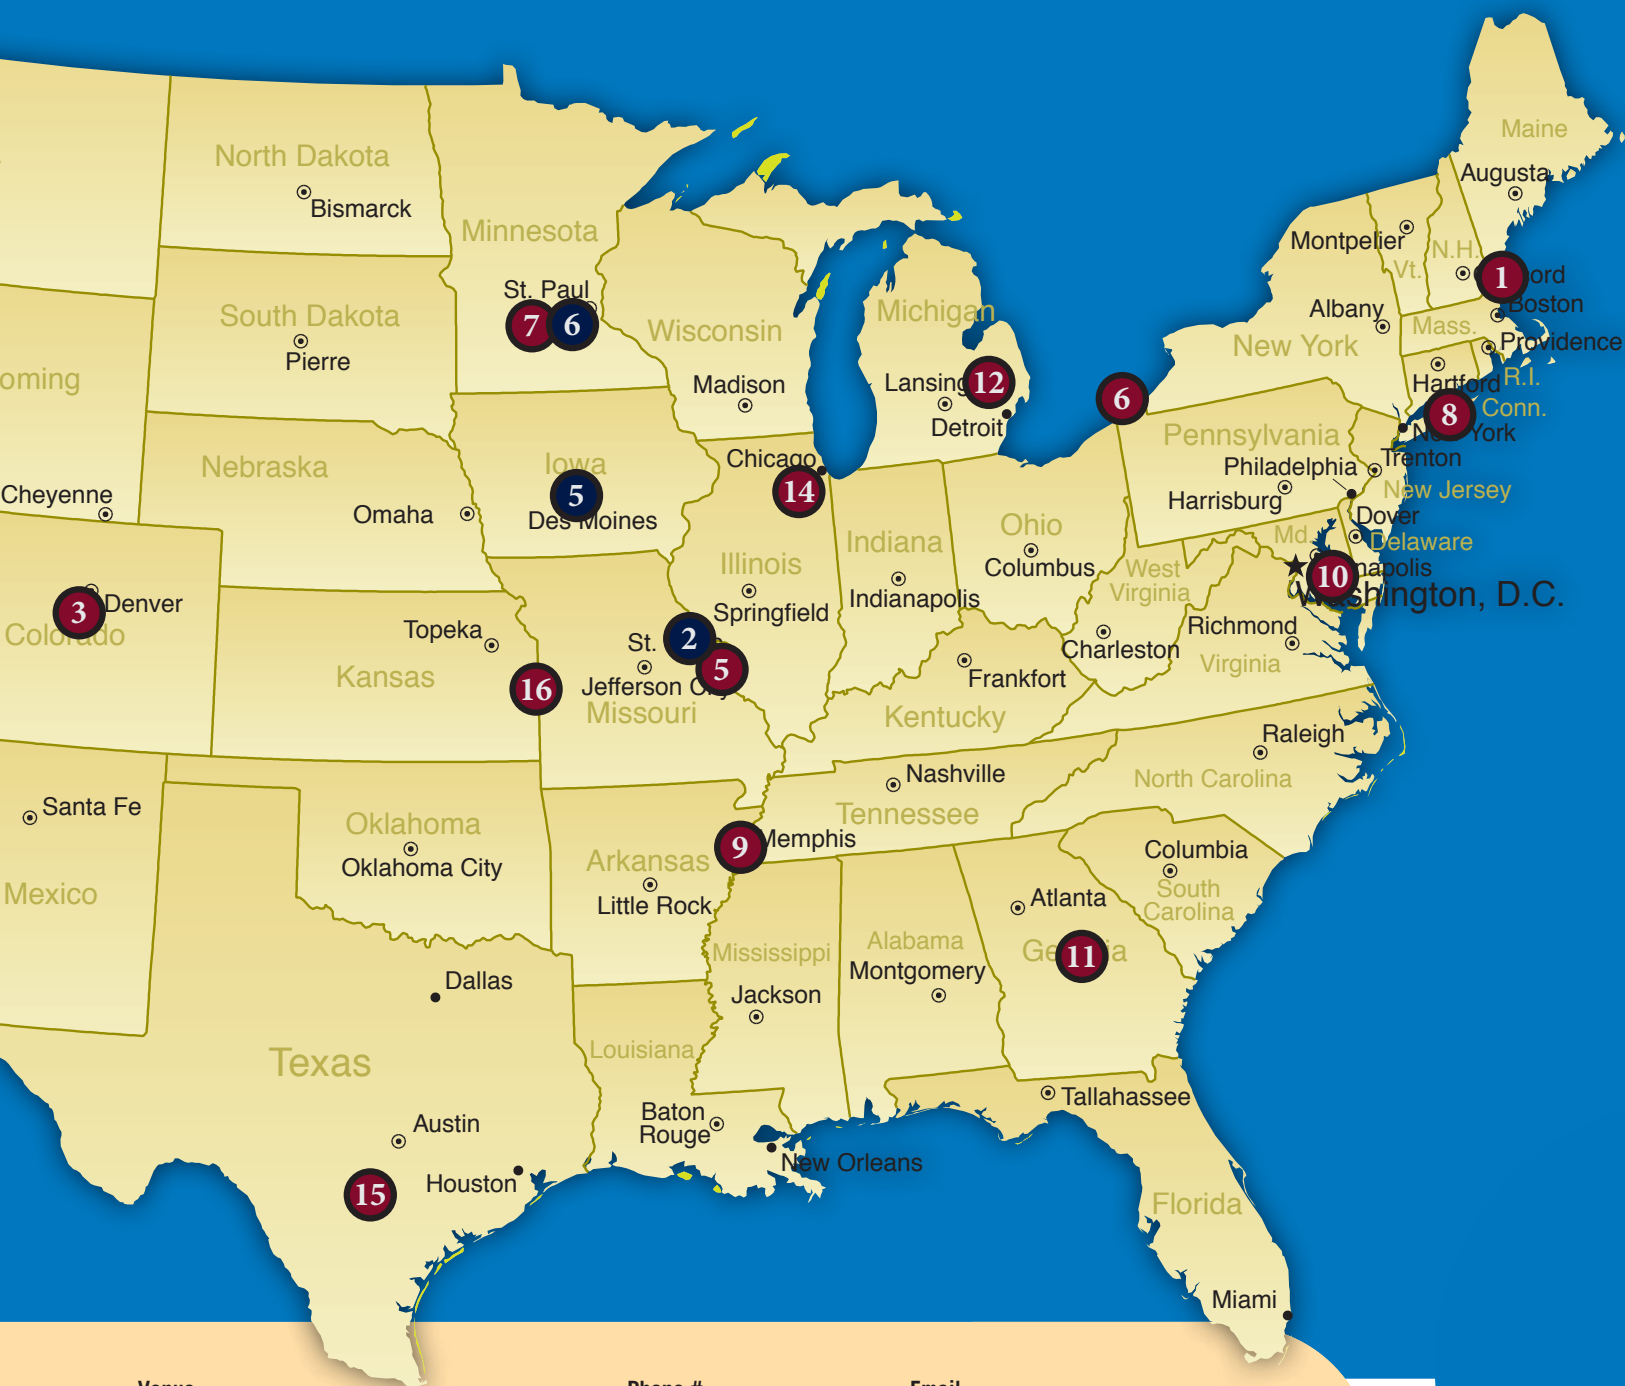 Maine
Augusta
North Dakota
Bismarck
Minnesota
Montpelier
N.H.
Vt.
1
ord
St. Paul
7
6
South Dakota
Pierre
Wisconsin
Michigan
Albany
Boston
Mass.
New York
Providence
oming
Madison
Lansing
12
6
Hartford
R.I.
Conn.
8
Detroit
Pennsylvania
York
Nebraska
Iowa
5
Des Moines
Chicago
14
Philadelphia
Trenton
Harrisburg
New Jersey
Cheyenne
Omaha
Dover
Delaware
Ohio
Columbus
Indiana
Indianapolis
Illinois
Springfield
Md.
10
napolis
Washington, D.C.
West
Virginia
3
Denver
Colorado
Topeka
Kansas
16
St.
2
5
Jefferson
Missouri
Charleston
Richmond
Virginia
Frankfort
Kentucky
Raleigh
North Carolina
Nashville
Tennessee
Santa Fe
Mexico
Oklahoma
Oklahoma City
9
Memphis
Arkansas
Little Rock
Columbia
South
Carolina
Atlanta
Georgia
11
Alabama
Montgomery
Mississippi
Jackson
Dallas
Texas
Louisiana
Tallahassee
Baton
Rouge
New Orleans
Austin
Houston
15
Florida
Miami
Venue
Phone #
Email